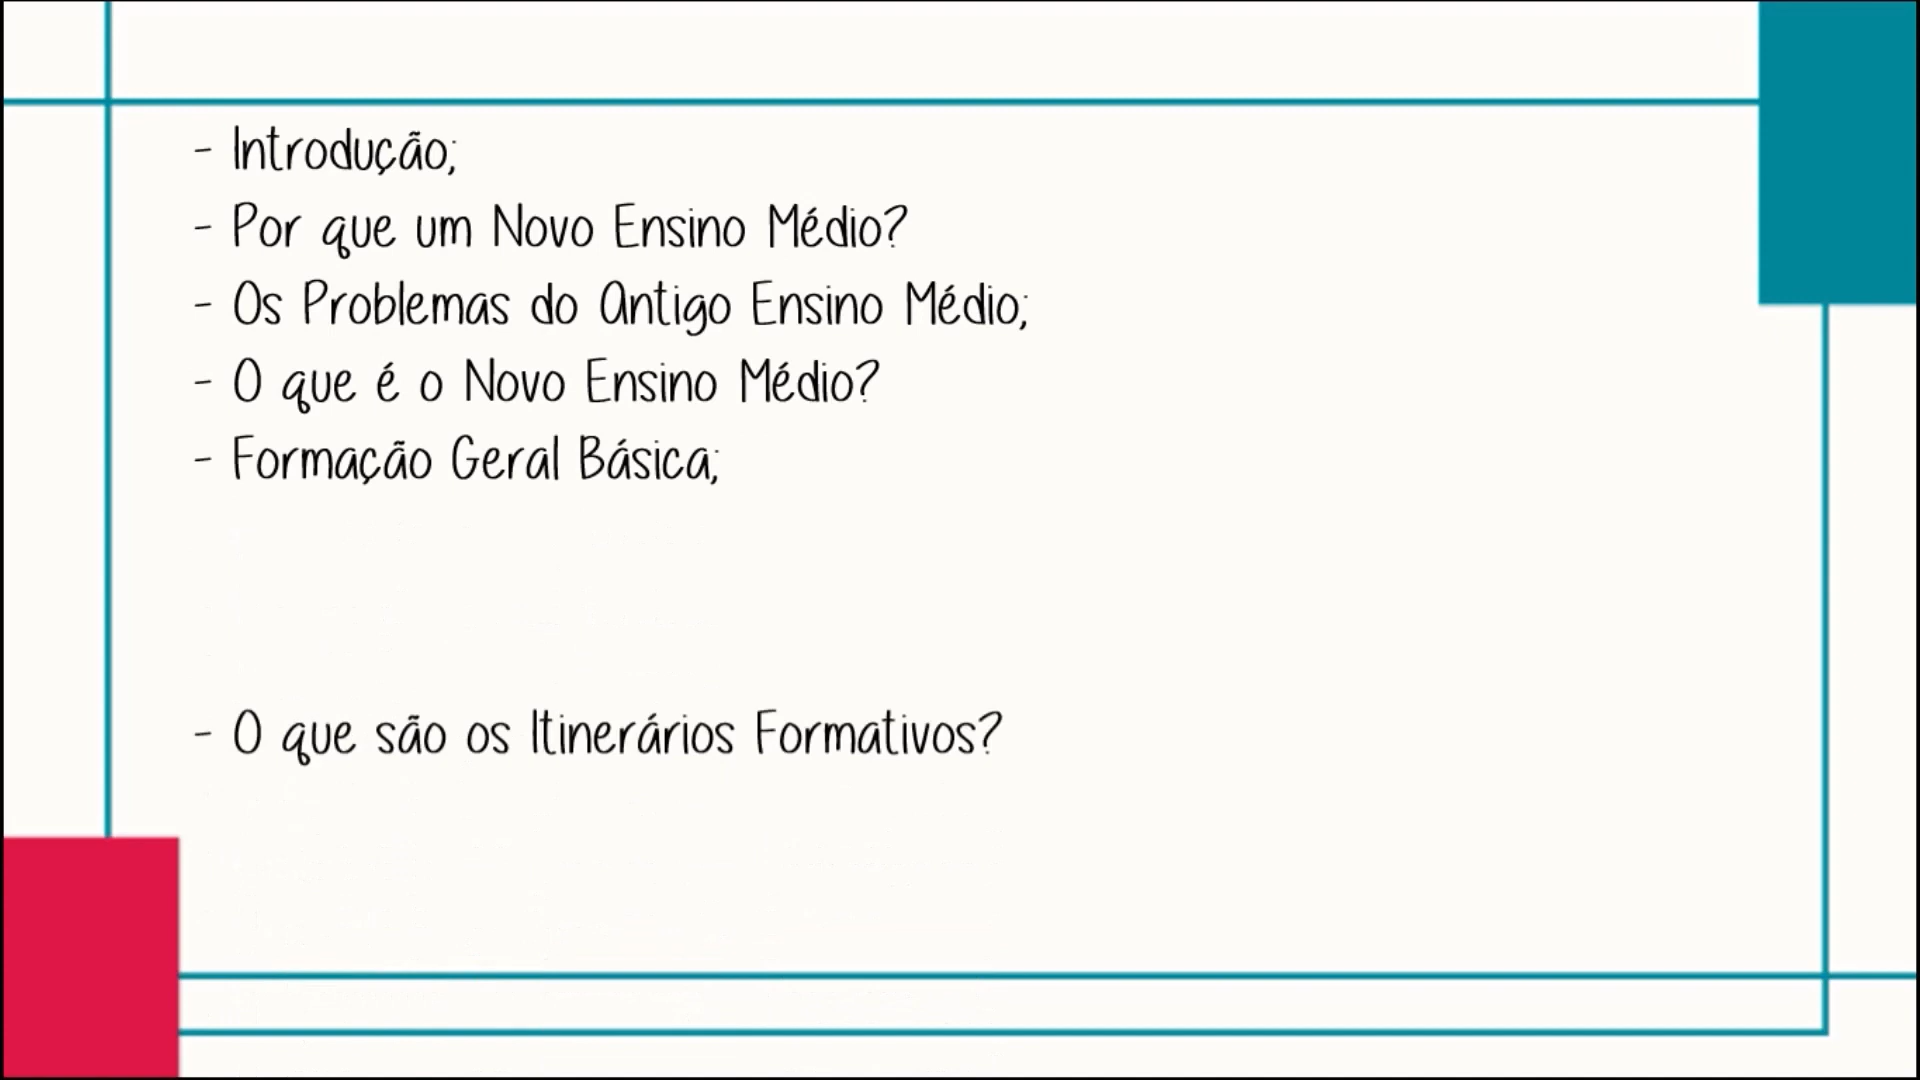 - Introdução;
- Por que um Novo Ensino Médio?
- Os Problemas do Antigo Ensino Médio;
- O que é o Novo Ensino Médio?
- Formação Geral Básica;
- O que são os Itinerários Formativos?